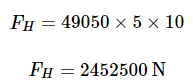 F_H = 49050 × 5 × 10
F_H = 2452500 N